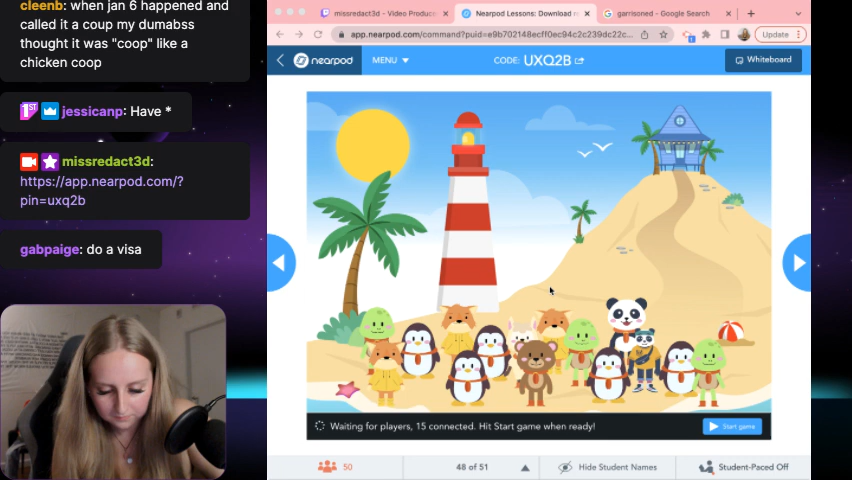 cleenb: when jan 6 happened and
called it a coup my dumabss
thought it was "coop" like a
chicken coop
1ST jessicanp: Have *
missredact3d:
https://app.nearpod.com/?
pin=uxq2b
gabpaige: do a visa
missredact3d - Video Produce
Nearpod Lessons: Download n
garrisoned - Google Search
app.nearpod.com/command?puid=e9b702148ecff0ec94c2c239dc22c...
Update
nearpod
MENU
CODE: UXQ2B
Whiteboard
Waiting for players, 15 connected. Hit Start game when ready!
Start game
50
48 of 51
Hide Student Names
Student-Paced Off